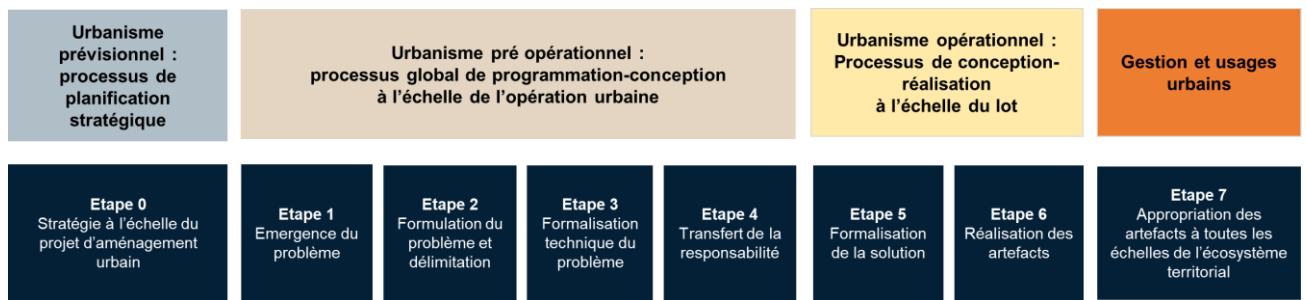 Urbanisme
prévisionnel :
processus de
planification
stratégique
Urbanisme pré opérationnel :
processus global de programmation-conception
à l’échelle de l’opération urbaine
Urbanisme opérationnel :
Processus de conception-
réalisation
à l’échelle du lot
Gestion et usages
urbains
Etape 0
Stratégie à l’échelle du
projet d’aménagement
urbain
Etape 1
Emergence du
problème
Etape 2
Formulation du
problème et
délimitation
Etape 3
Formalisation
technique du
problème
Etape 4
Transfert de la
responsabilité
Etape 5
Formalisation
de la solution
Etape 6
Réalisation des
artefacts
Etape 7
Appropriation des
artefacts à toutes les
échelles de l’écosystème
territorial